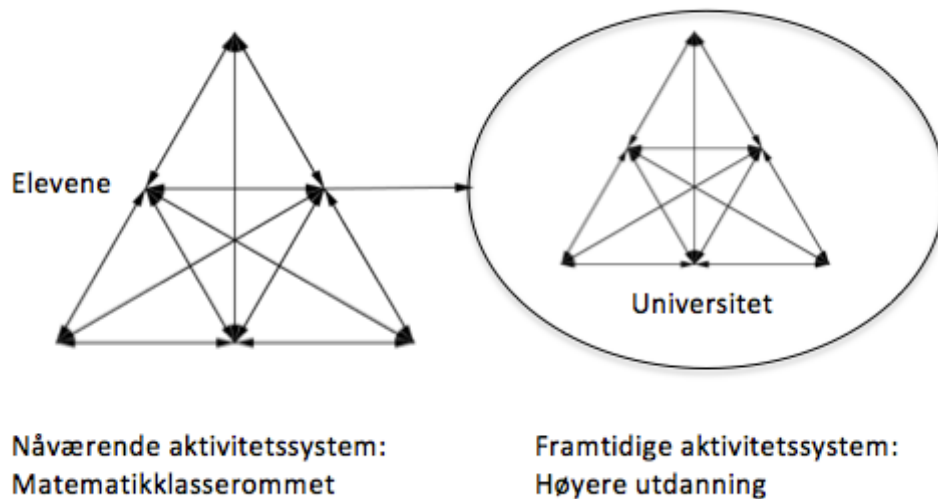 Elevene
Universitet
Nåværende aktivitetssystem:
Matematikklasserommet
Framtidige aktivitetssystem:
Høyere utdanning